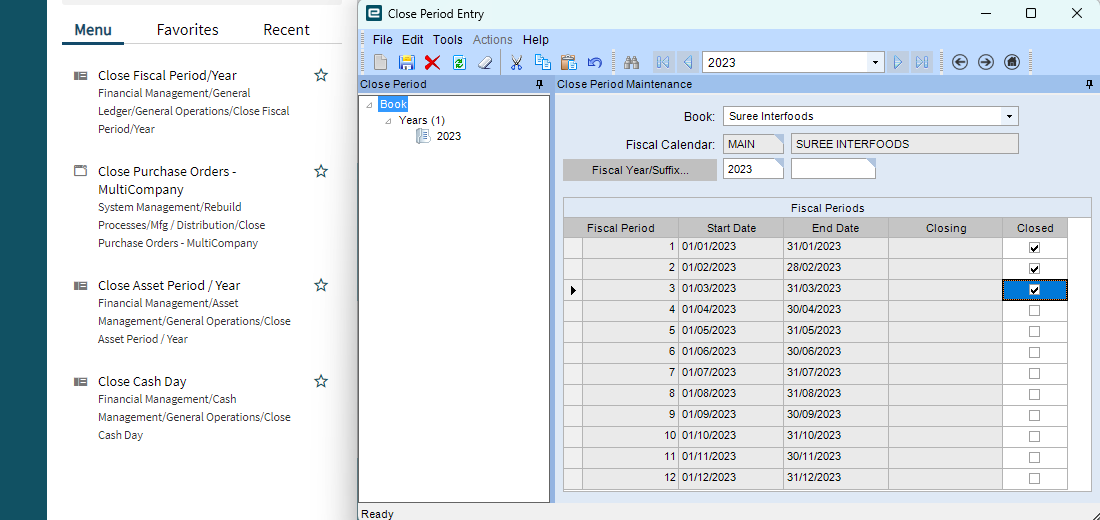 Menu Favorites Recent
Close Fiscal Period/Year
Financial Management/General
Ledger/General Operations/Close Fiscal
Period/Year
Close Purchase Orders -
MultiCompany
System Management/Rebuild
Processes/Mfg / Distribution/Close
Purchase Orders - MultiCompany
Close Asset Period / Year
Financial Management/Asset
Management/General Operations/Close
Asset Period / Year
Close Cash Day
Financial Management/Cash
Management/General Operations/Close
Cash Day
Close Period Entry
File Edit Tools Actions Help
2023
Close Period
Book
Years (1)
2023
Close Period Maintenance
Book: Suree Interfoods
Fiscal Calendar: MAIN SUREE INTERFOODS
Fiscal Year/Suffix... 2023
Fiscal Periods
Fiscal Period Start Date End Date Closing Closed
1 01/01/2023 31/01/2023
2 01/02/2023 28/02/2023
3 01/03/2023 31/03/2023
4 01/04/2023 30/04/2023
5 01/05/2023 31/05/2023
6 01/06/2023 30/06/2023
7 01/07/2023 31/07/2023
8 01/08/2023 31/08/2023
9 01/09/2023 30/09/2023
10 01/10/2023 31/10/2023
11 01/11/2023 30/11/2023
12 01/12/2023 31/12/2023
Ready